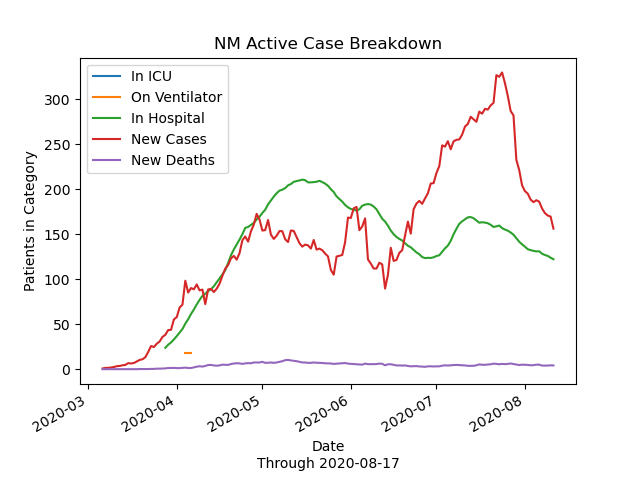 NM Active Case Breakdown
In ICU
On Ventilator
In Hospital
New Cases
New Deaths
Patients in Category
300
250
200
150
100
50
0
2020-03
2020-04
2020-05
2020-06
2020-07
2020-08
Date
Through 2020-08-17